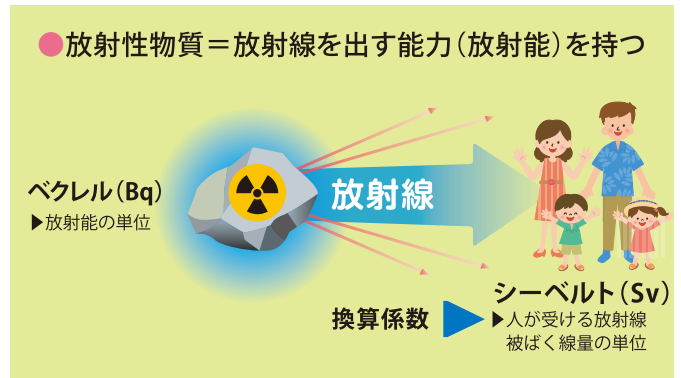 ●放射性物質＝放射線を出す能力（放射能）を持つ
ベクレル（Bq）
▶放射能の単位
放射線
シーベルト（Sv）
換算係数
▶人が受ける放射線
被ばく線量の単位